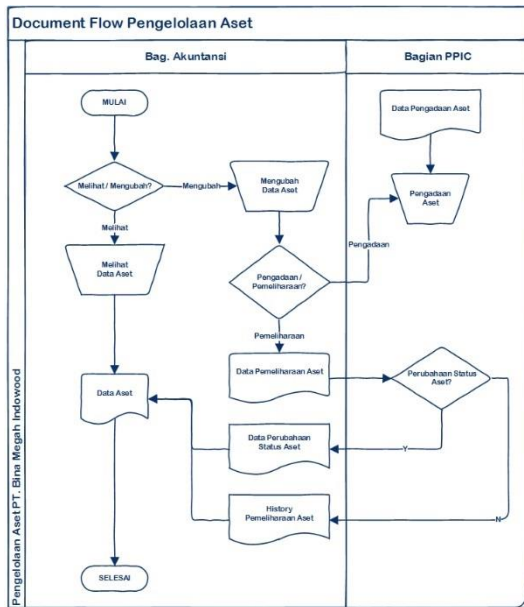 Document Flow Pengelolaan Aset
Bag. Akuntansi
Bagian PPIC
Pengelolaan Aset PT. Bina Megah Indowood
MULAI
Data Pengadaan Aset
Melihat / Mengubah?
Mengubah
Mengubah
Data Aset
Pengadaan
Aset
Melihat
Pengadaan
Melihat
Data Aset
Pengadaan /
Pemeliharaan?
Pemeliharaan
Data Pemeliharaan Aset
Perubahaan Status
Aset?
Data Aset
Data Perubahaan
Status Aset
Y
History
Pemeliharaan Aset
N
SELESAI